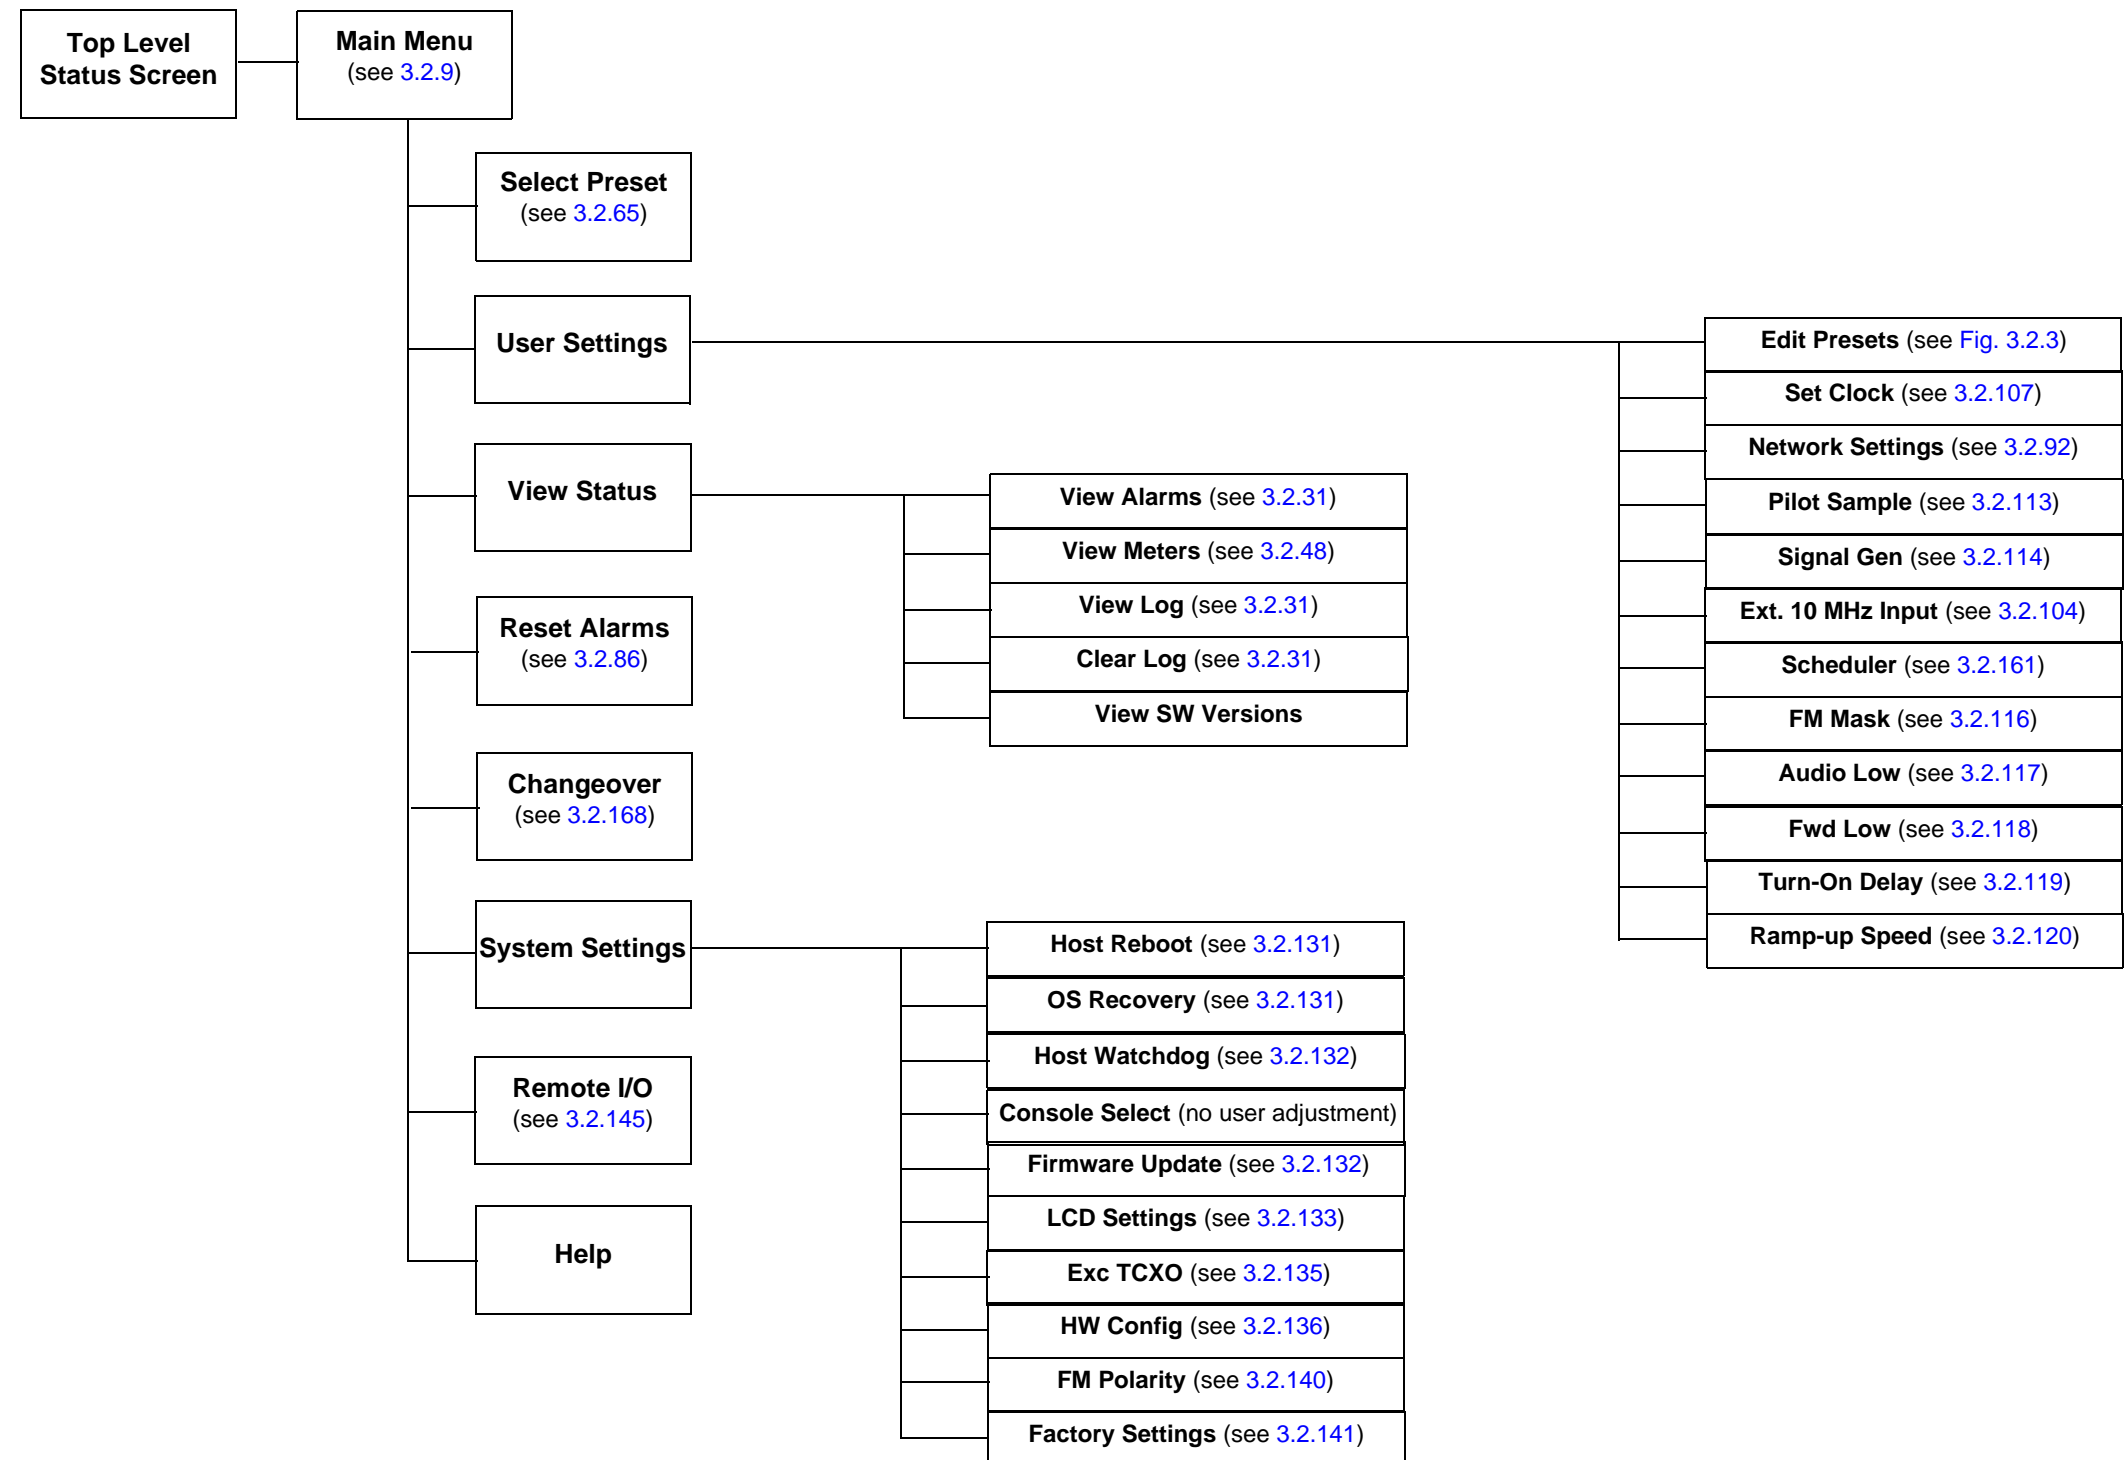 Top Level
Status Screen
Main Menu
(see 3.2.9)
Select Preset
(see 3.2.65)
User Settings
View Status
Reset Alarms
(see 3.2.86)
Changeover
(see 3.2.168)
System Settings
Remote I/O
(see 3.2.145)
Help
View Alarms (see 3.2.31)
View Meters (see 3.2.48)
View Log (see 3.2.31)
Clear Log (see 3.2.31)
View SW Versions
Host Reboot (see 3.2.131)
OS Recovery (see 3.2.131)
Host Watchdog (see 3.2.132)
Console Select (no user adjustment)
Firmware Update (see 3.2.132)
LCD Settings (see 3.2.133)
Exc TCXO (see 3.2.135)
HW Config (see 3.2.136)
FM Polarity (see 3.2.140)
Factory Settings (see 3.2.141)
Edit Presets (see Fig. 3.2.3)
Set Clock (see 3.2.107)
Network Settings (see 3.2.92)
Pilot Sample (see 3.2.113)
Signal Gen (see 3.2.114)
Ext. 10 MHz Input (see 3.2.104)
Scheduler (see 3.2.161)
FM Mask (see 3.2.116)
Audio Low (see 3.2.117)
Fwd Low (see 3.2.118)
Turn-On Delay (see 3.2.119)
Ramp-up Speed (see 3.2.120)